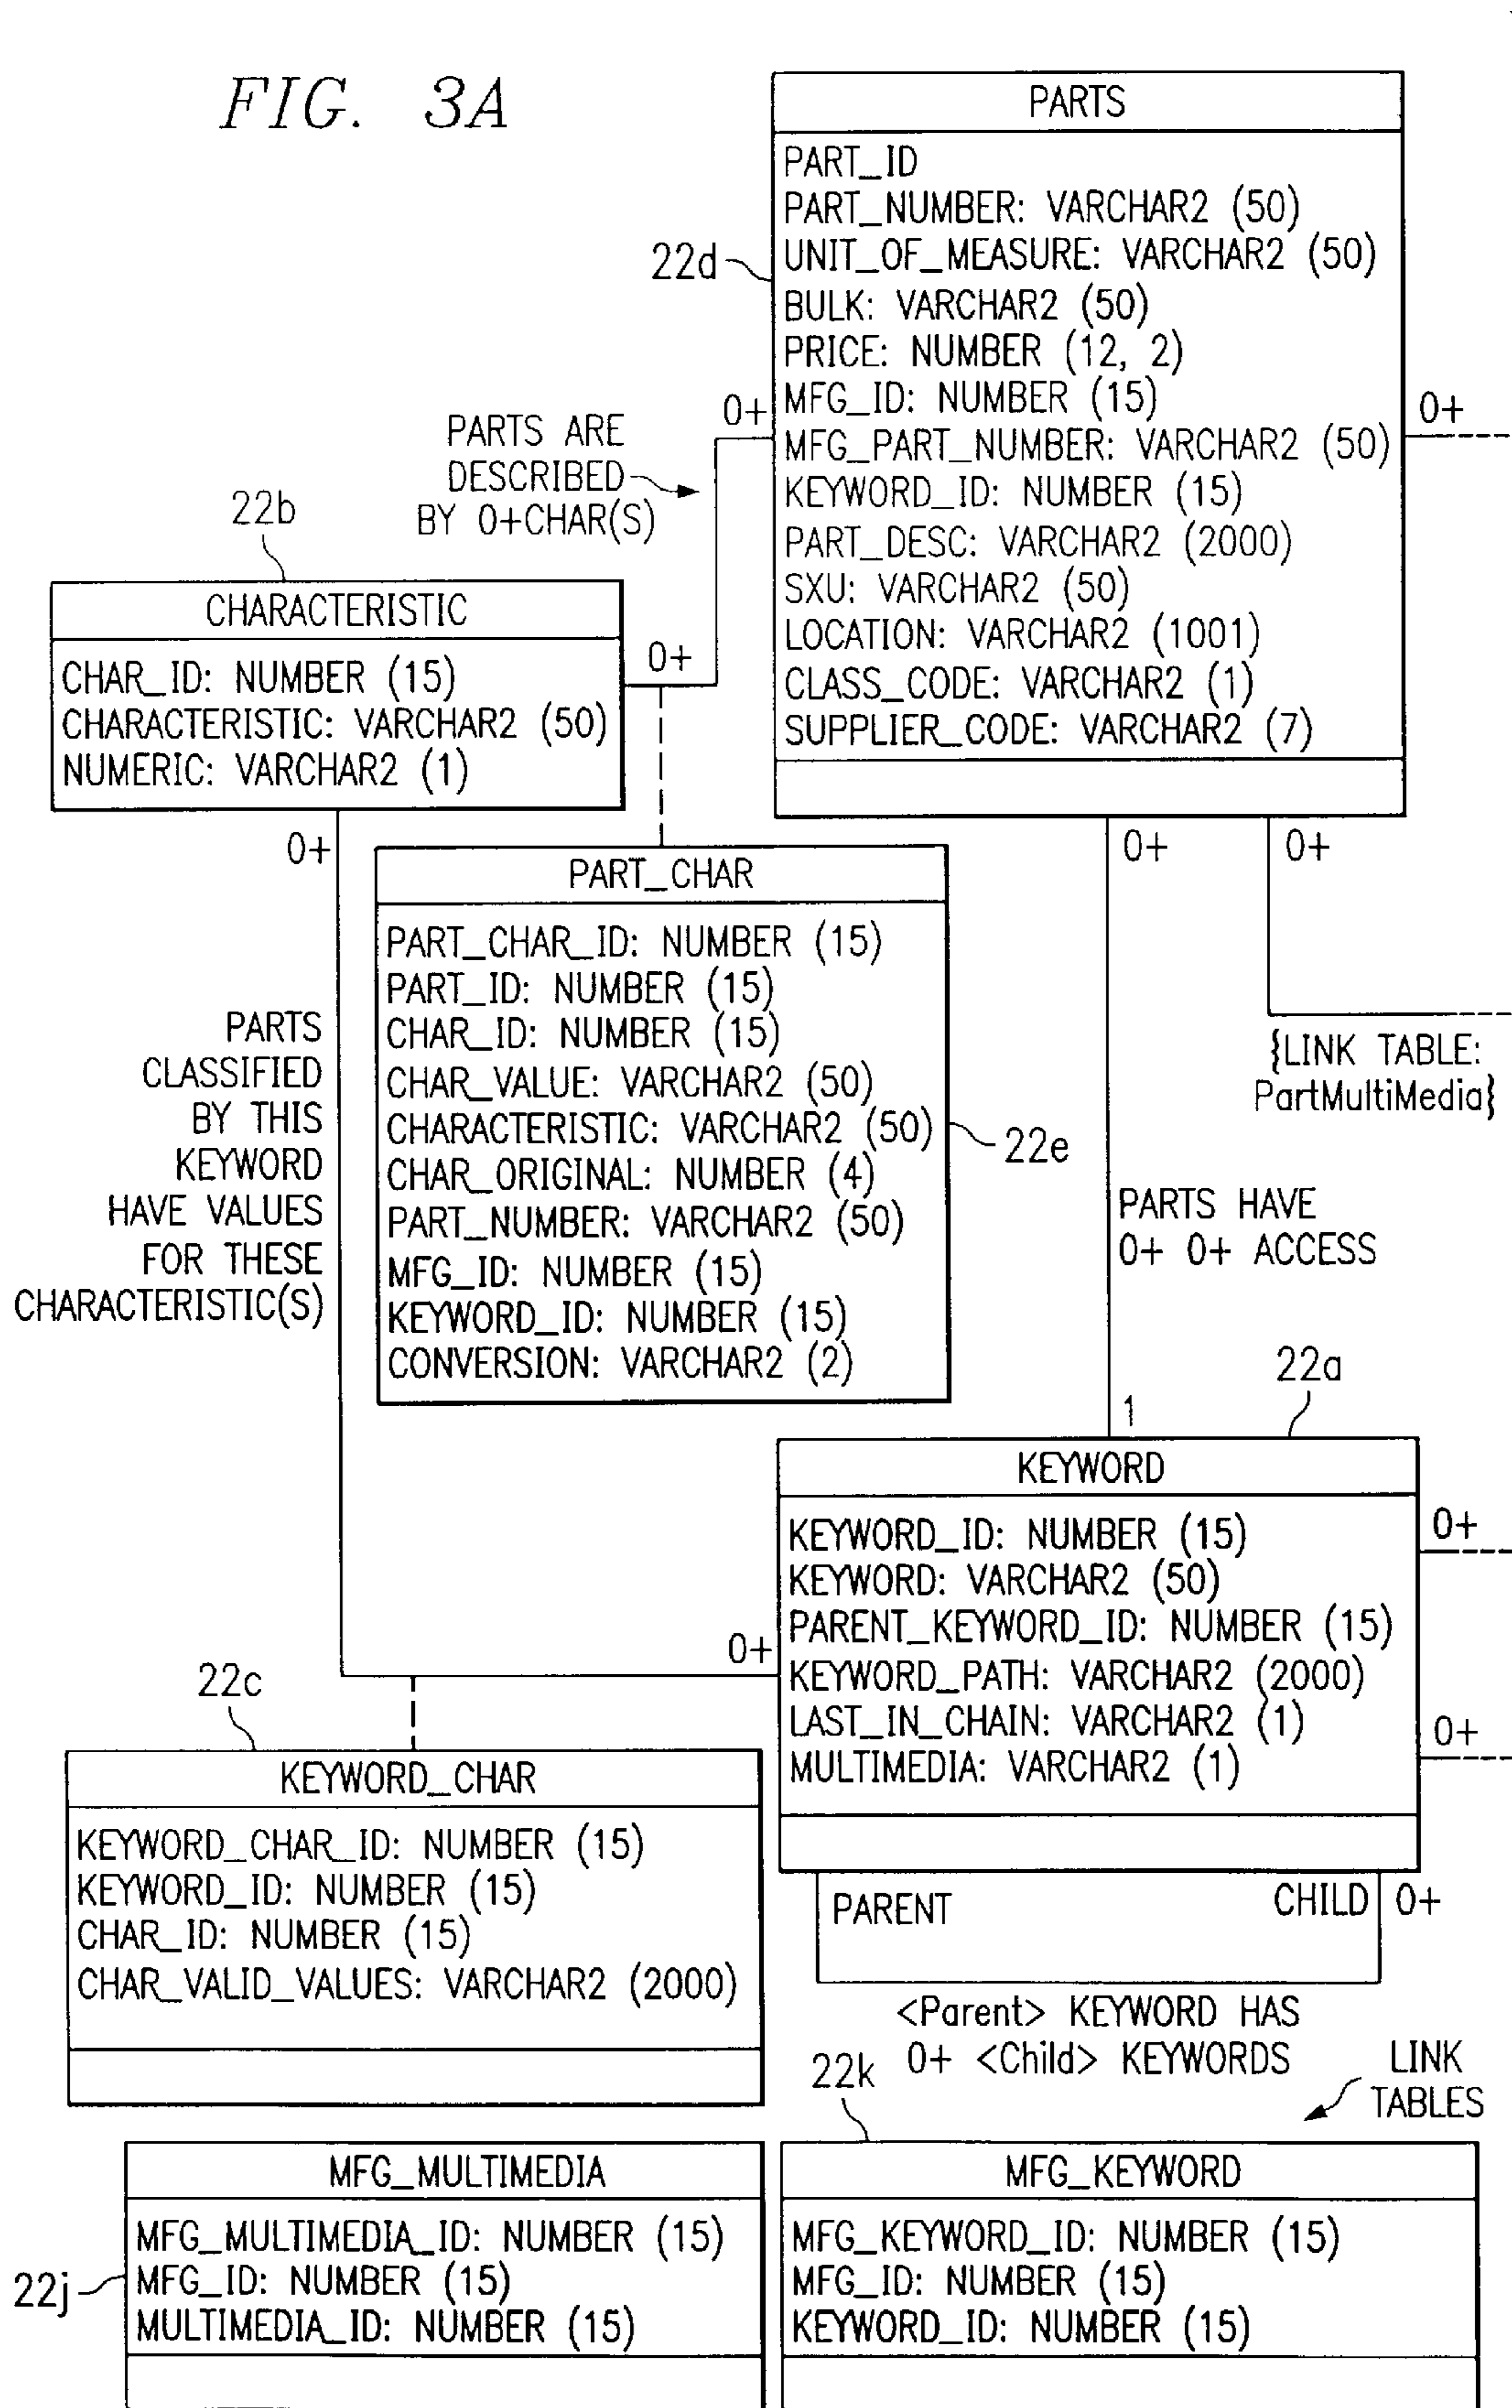 FIG. 3A
PARTS
PART_ID
PART_NUMBER: VARCHAR2 (50)
UNIT_OF_MEASURE: VARCHAR2 (50)
BULK: VARCHAR2 (50)
PRICE: NUMBER (12, 2)
MFG_ID: NUMBER (15)
MFG_PART_NUMBER: VARCHAR2 (50)
KEYWORD_ID: NUMBER (15)
PART_DESC: VARCHAR2 (2000)
SXU: VARCHAR2 (50)
LOCATION: VARCHAR2 (1001)
CLASS_CODE: VARCHAR2 (1)
SUPPLIER_CODE: VARCHAR2 (7)
22d
0+
0+
PARTS ARE
DESCRIBED
BY 0+CHAR(S)
22b
CHARACTERISTIC
CHAR_ID: NUMBER (15)
CHARACTERISTIC: VARCHAR2 (50)
NUMERIC: VARCHAR2 (1)
0+
0+
0+
0+
PART_CHAR
PART_CHAR_ID: NUMBER (15)
PART_ID: NUMBER (15)
CHAR_ID: NUMBER (15)
CHAR_VALUE: VARCHAR2 (50)
CHARACTERISTIC: VARCHAR2 (50)
CHAR_ORIGINAL: NUMBER (4)
PART_NUMBER: VARCHAR2 (50)
MFG_ID: NUMBER (15)
KEYWORD_ID: NUMBER (15)
CONVERSION: VARCHAR2 (2)
22e
PARTS
CLASSIFIED
BY THIS
KEYWORD
HAVE VALUES
FOR THESE
CHARACTERISTIC(S)
{LINK TABLE:
PartMultiMedia}
PARTS HAVE
0+ 0+ ACCESS
22a
1
KEYWORD
KEYWORD_ID: NUMBER (15)
KEYWORD: VARCHAR2 (50)
PARENT_KEYWORD_ID: NUMBER (15)
KEYWORD_PATH: VARCHAR2 (2000)
LAST_IN_CHAIN: VARCHAR2 (1)
MULTIMEDIA: VARCHAR2 (1)
0+
0+
0+
22c
KEYWORD_CHAR
KEYWORD_CHAR_ID: NUMBER (15)
KEYWORD_ID: NUMBER (15)
CHAR_ID: NUMBER (15)
CHAR_VALID_VALUES: VARCHAR2 (2000)
PARENT
CHILD
0+
<Parent> KEYWORD HAS
0+ <Child> KEYWORDS
22k
LINK
TABLES
MFG_MULTIMEDIA
MFG_MULTIMEDIA_ID: NUMBER (15)
MFG_ID: NUMBER (15)
MULTIMEDIA_ID: NUMBER (15)
22j
MFG_KEYWORD
MFG_KEYWORD_ID: NUMBER (15)
MFG_ID: NUMBER (15)
KEYWORD_ID: NUMBER (15)